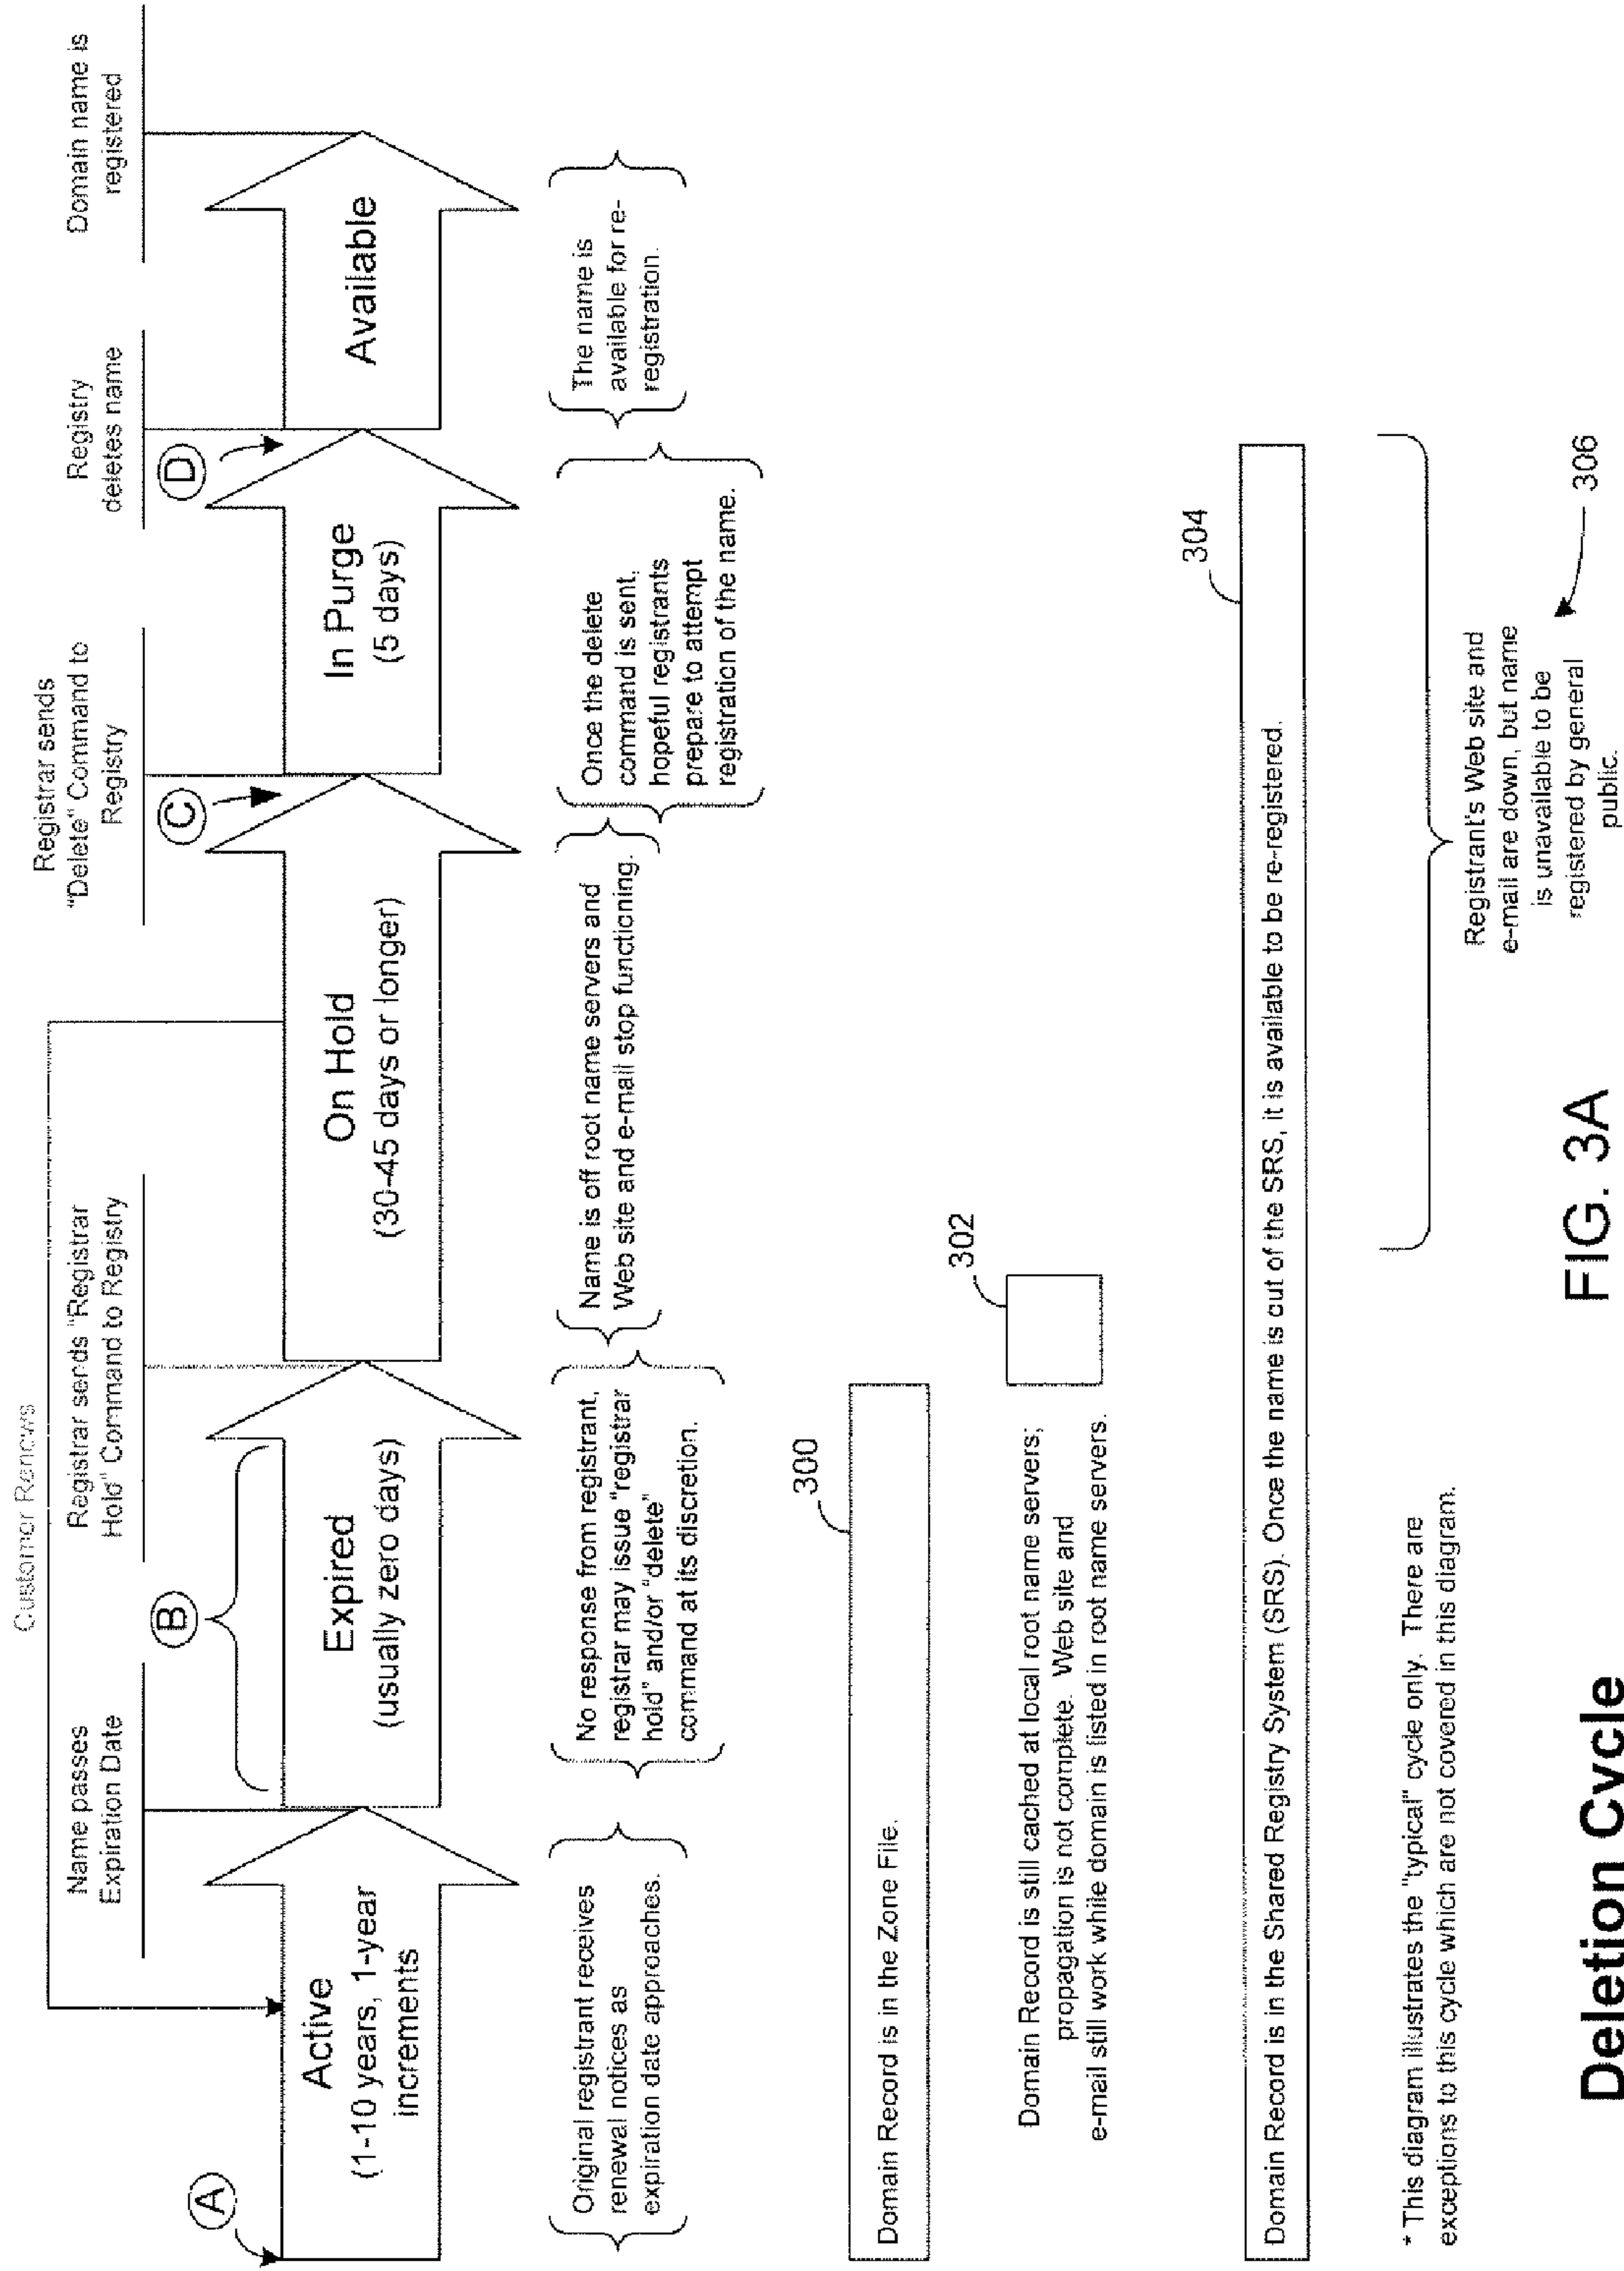 Customer Renews
Name passes
Expiration Date
Registrar sends "Registrar
Hold" Command to Registry
Registrar sends
"Delete" Command to
Registry
Registry
deletes name
Domain name is
registered
A
B
C
D
Active
(1-10 years, 1-year
increments
Expired
(usually zero days)
On Hold
(30-45 days or longer)
In Purge
(5 days)
Available
Original registrant receives
renewal notices as
expiration date approaches.
No response from registrant,
registrar may issue "registrar
hold" and/or "delete"
command at its discretion.
Name is off root name servers and
Web site and e-mail stop functioning.
Once the delete
command is sent,
hopeful registrants
prepare to attempt
registration of the name.
The name is
available for re-
registration.
300
Domain Record is in the Zone File.
302
Domain Record is still cached at local root name servers;
propagation is not complete. Web site and
e-mail still work while domain is listed in root name servers.
304
Domain Record is in the Shared Registry System (SRS). Once the name is out of the SRS, it is available to be re-registered.
* This diagram illustrates the "typical" cycle only. There are
exceptions to this cycle which are not covered in this diagram.
Registrant's Web site and
e-mail are down, but name
is unavailable to be
registered by general
public.
306
Deletion Cycle
FIG. 3A